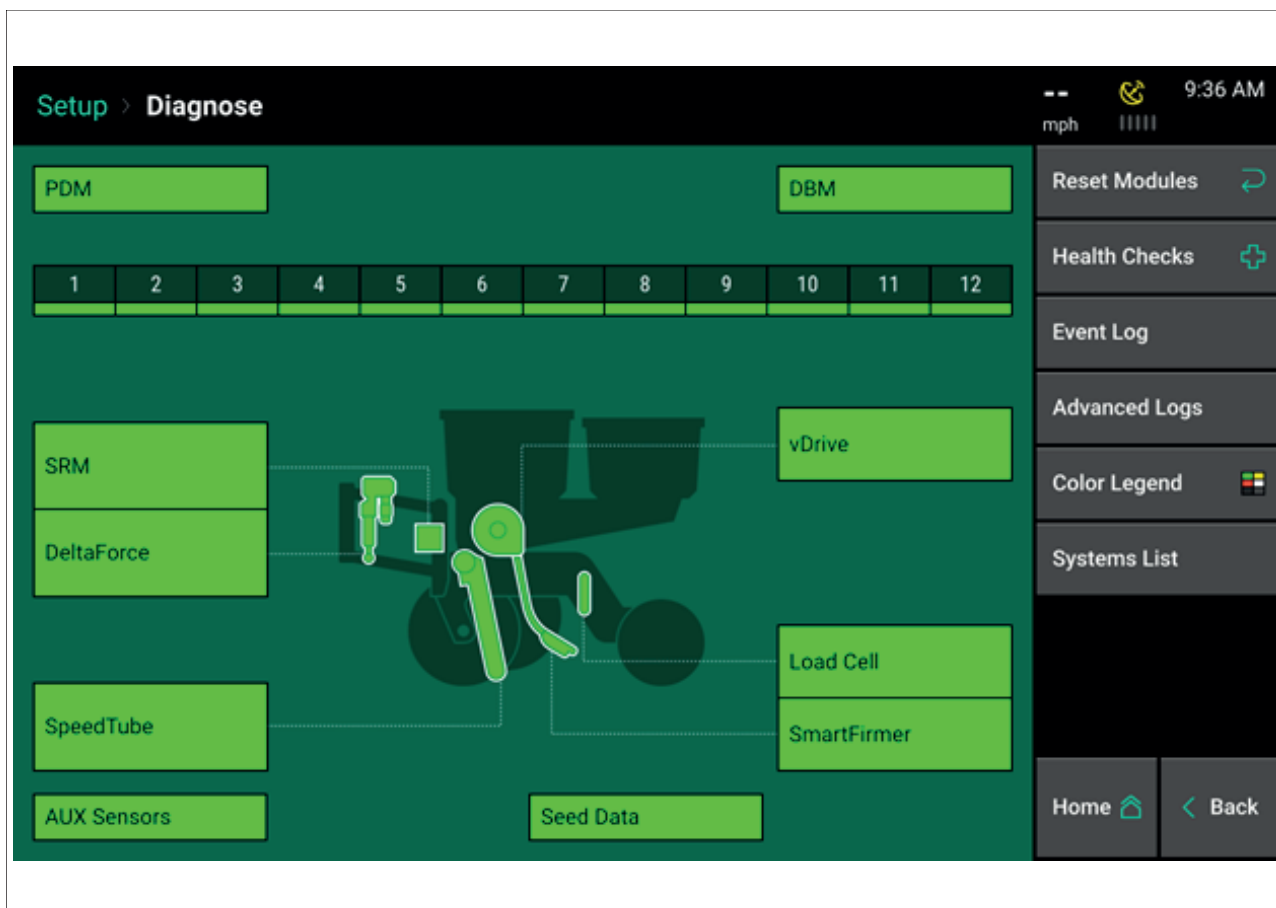 Setup > Diagnose
-- mph
9:36 AM
PDM
DBM
1 2 3 4 5 6 7 8 9 10 11 12
SRM
DeltaForce
vDrive
SpeedTube
Load Cell
SmartFirmer
AUX Sensors
Seed Data
Reset Modules
Health Checks
Event Log
Advanced Logs
Color Legend
Systems List
Home
< Back